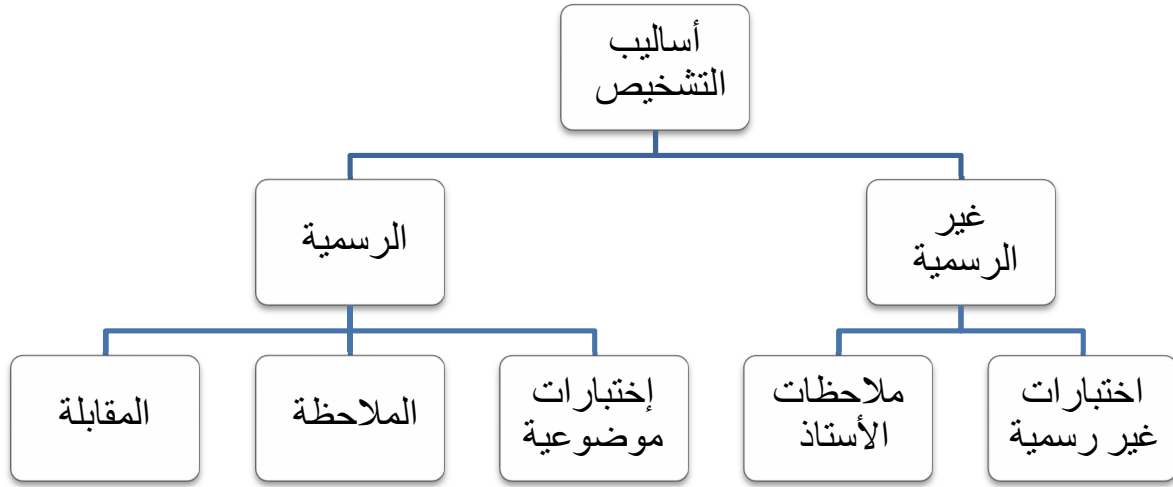 أساليب
التشخيص
غير
الرسمية
الرسمية
اختبارات
غير رسمية
ملاحظات
الأستاذ
إختبارات
موضوعية
الملاحظة
المقابلة